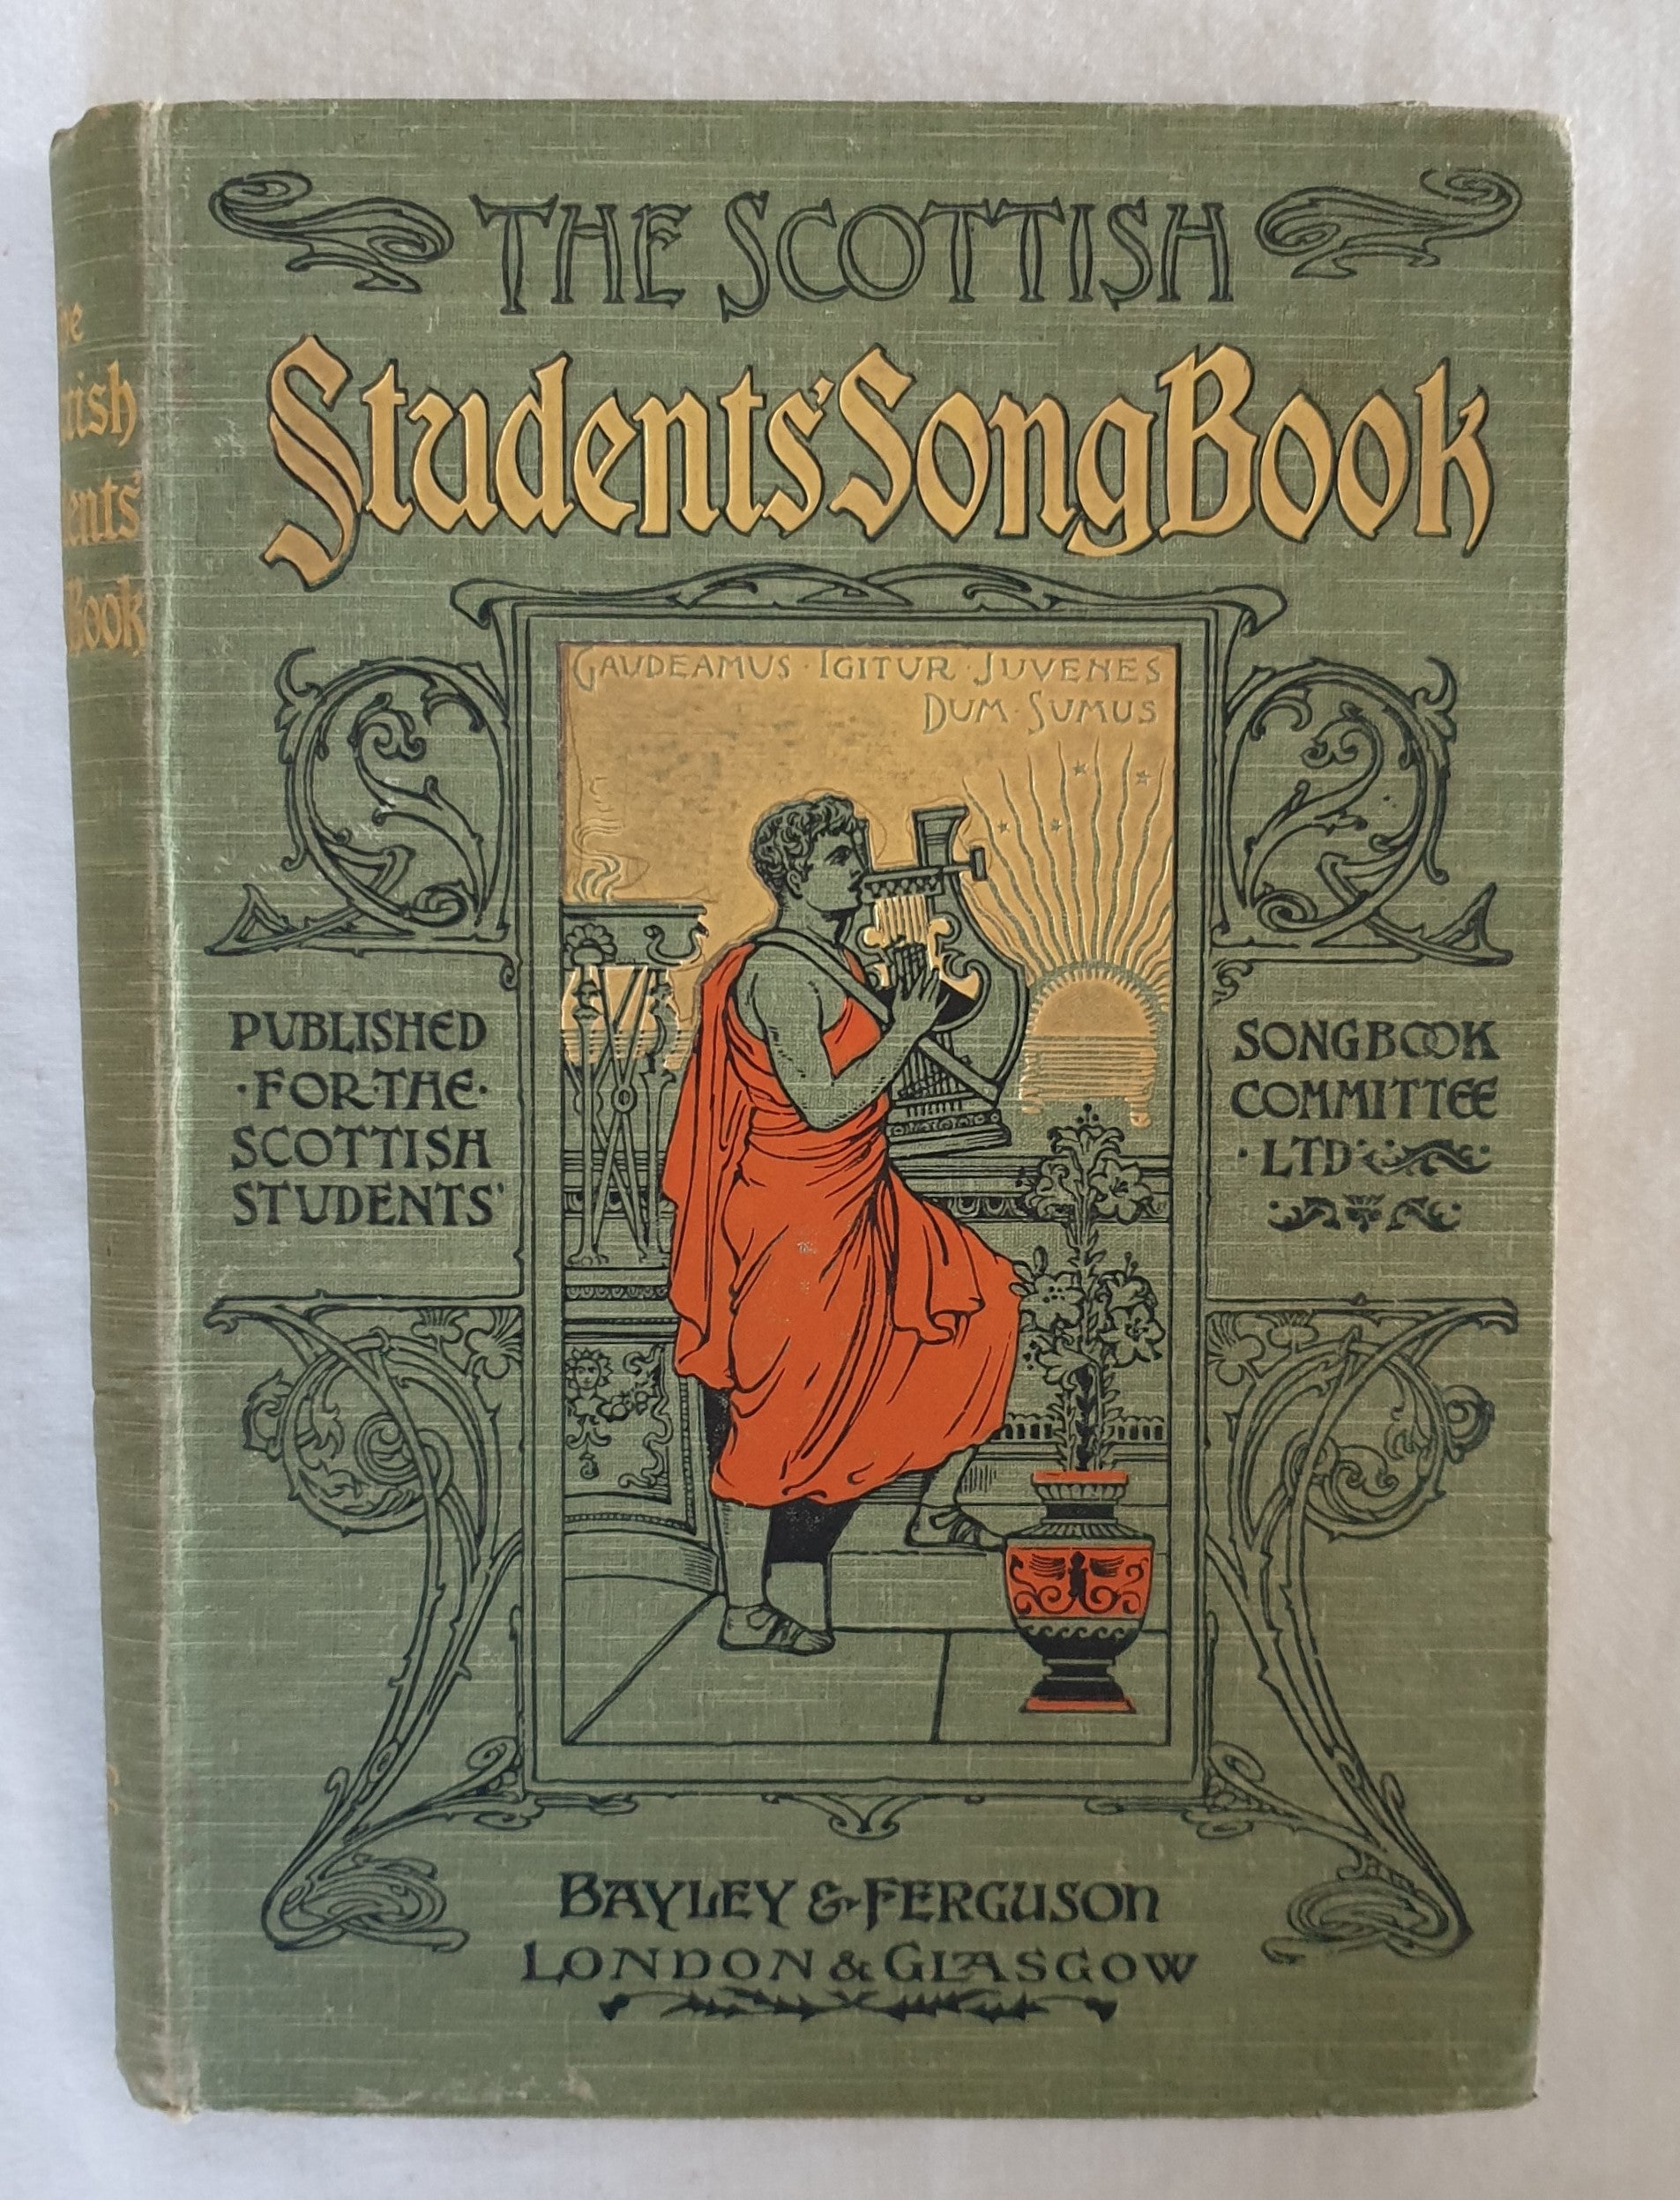 THE SCOTTISH
Students' Song Book
GAUDEAMUS · IGITUR · JUVENES
DUM · SUMUS
PUBLISHED
· FOR · THE ·
SCOTTISH
STUDENTS'
SONGBOOK
COMMITTEE
· LTD
BAYLEY & FERGUSON
LONDON & GLASGOW
Book